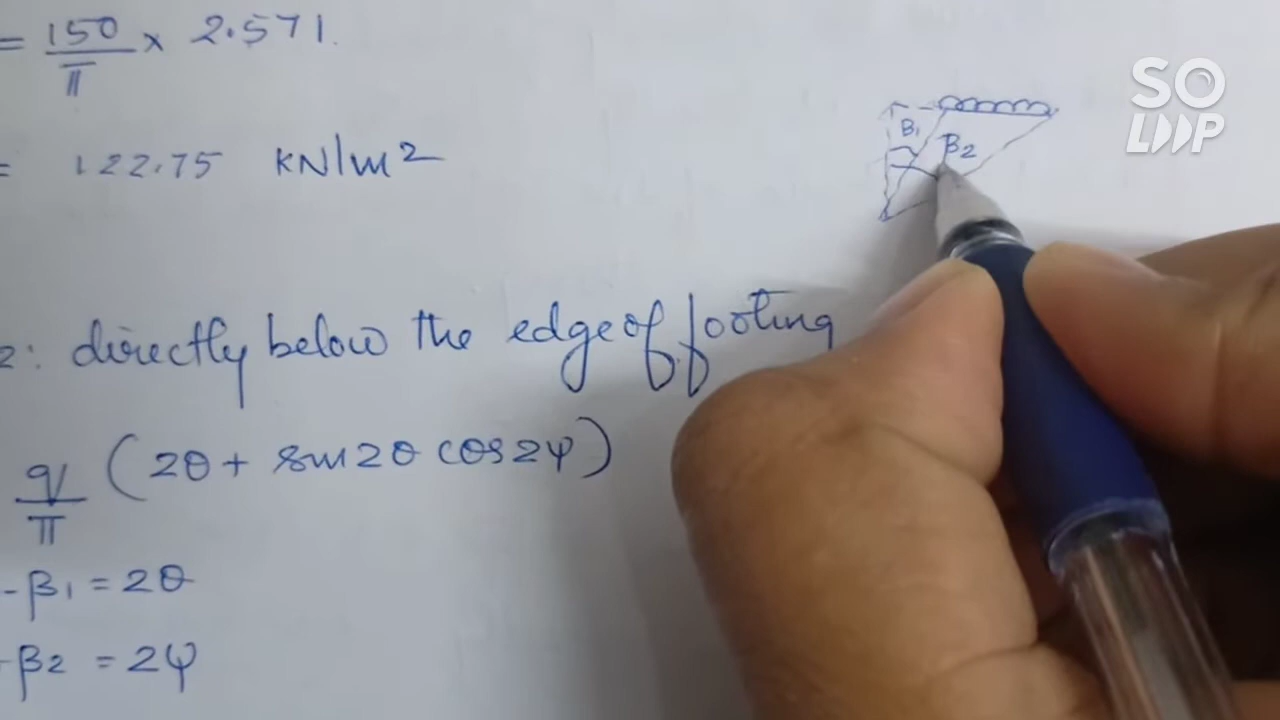 = 150/π × 2.571.
= 122.75 kN/m2
2: directly below the edge of footing
q/π (2θ + sin2θ cos2ψ)
-β1 = 2θ
-β2 = 2ψ
β1
β2
SO
LOOP